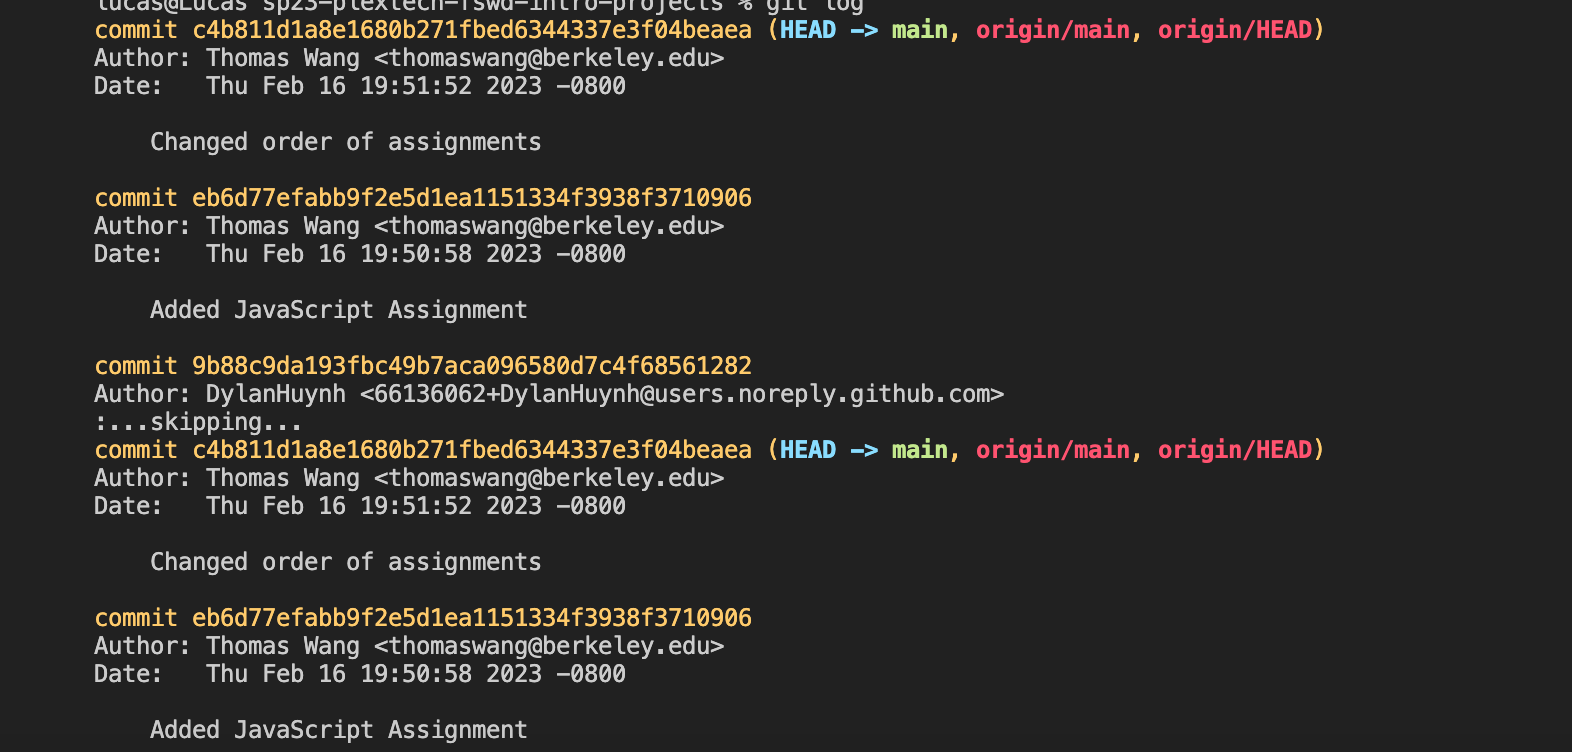 lucas@Lucas sp23-plextech-fswd-intro-projects % git log
commit c4b811d1a8e1680b271fbed6344337e3f04beaea (HEAD -> main, origin/main, origin/HEAD)
Author: Thomas Wang <thomaswang@berkeley.edu>
Date:   Thu Feb 16 19:51:52 2023 -0800
Changed order of assignments
commit eb6d77efabb9f2e5d1ea1151334f3938f3710906
Author: Thomas Wang <thomaswang@berkeley.edu>
Date:   Thu Feb 16 19:50:58 2023 -0800
Added JavaScript Assignment
commit 9b88c9da193fbc49b7aca096580d7c4f68561282
Author: DylanHuynh <66136062+DylanHuynh@users.noreply.github.com>
:...skipping...
commit c4b811d1a8e1680b271fbed6344337e3f04beaea (HEAD -> main, origin/main, origin/HEAD)
Author: Thomas Wang <thomaswang@berkeley.edu>
Date:   Thu Feb 16 19:51:52 2023 -0800
Changed order of assignments
commit eb6d77efabb9f2e5d1ea1151334f3938f3710906
Author: Thomas Wang <thomaswang@berkeley.edu>
Date:   Thu Feb 16 19:50:58 2023 -0800
Added JavaScript Assignment